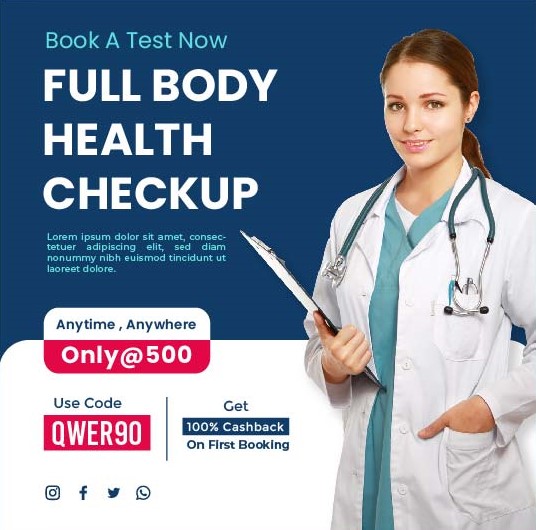 Book A Test Now
FULL BODY
HEALTH
CHECKUP
Lorem ipsum dolor sit amet, consec-
tetuer adipiscing elit, sed diam
nonummy nibh euismod tincidunt ut
laoreet dolore.
Anytime , Anywhere
Only@500
Use Code
QWER90
Get
100% Cashback
On First Booking